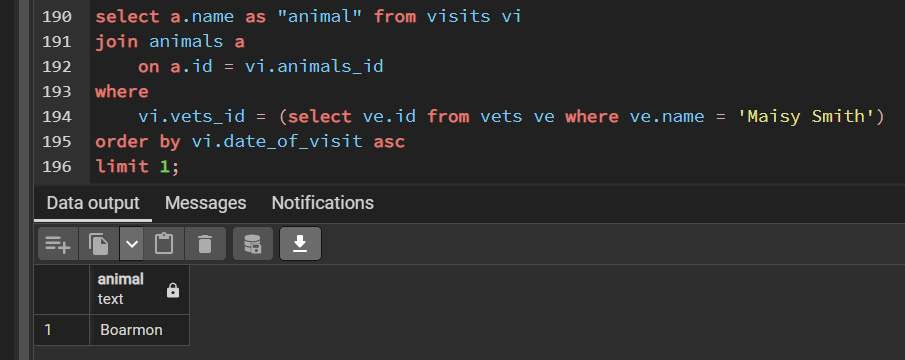 190 select a.name as "animal" from visits vi
191 join animals a
192     on a.id = vi.animals_id
193 where
194     vi.vets_id = (select ve.id from vets ve where ve.name = 'Maisy Smith')
195 order by vi.date_of_visit asc
196 limit 1;
Data output Messages Notifications
animal
text
1 Boarmon